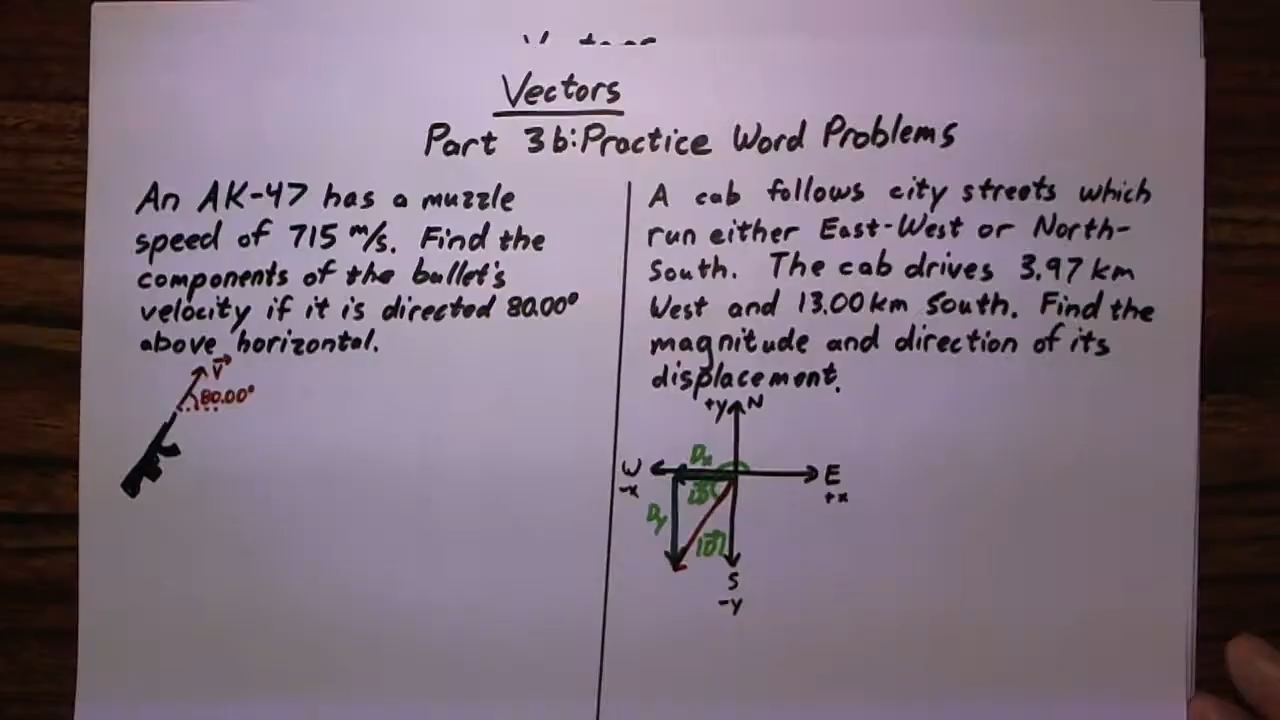 Vectors
Part 3b: Practice Word Problems
An AK-47 has a muzzle
speed of 715 m/s. Find the
components of the bullet's
velocity if it is directed 80.00°
above horizontal.
V
80.00°
A cab follows city streets which
run either East-West or North-
South. The cab drives 3.97 km
West and 13.00 km South. Find the
magnitude and direction of its
displacement.
+y N
W
-x
Dx
E
+x
Dy
|D|
S
-y